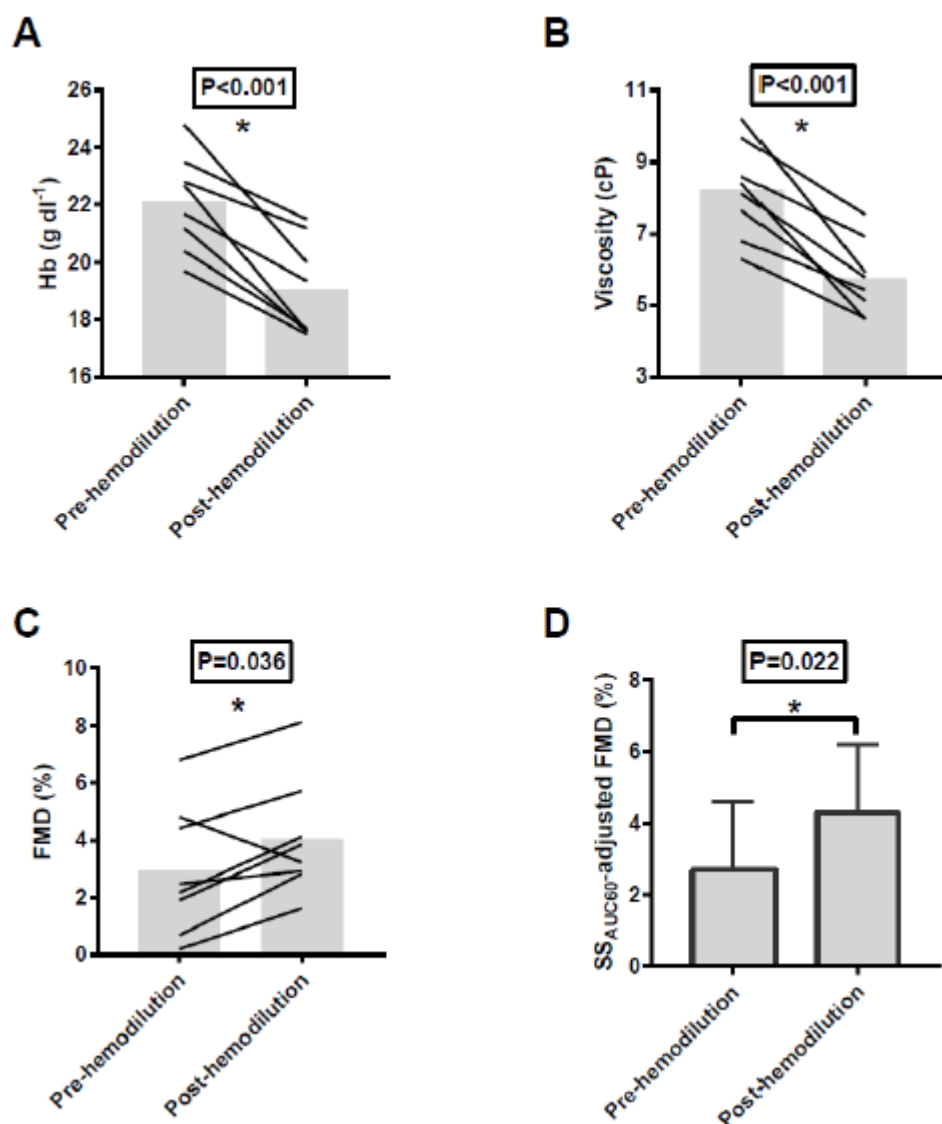 A
P<0.001
*
Hb (g dl⁻¹)
26
24
22
20
18
16
Pre-hemodilution
Post-hemodilution
B
P<0.001
*
Viscosity (cP)
11
9
7
5
3
Pre-hemodilution
Post-hemodilution
C
P=0.036
*
FMD (%)
10
8
6
4
2
0
Pre-hemodilution
Post-hemodilution
D
P=0.022
*
SS_AUC60-adjusted FMD (%)
8
6
4
2
0
Pre-hemodilution
Post-hemodilution